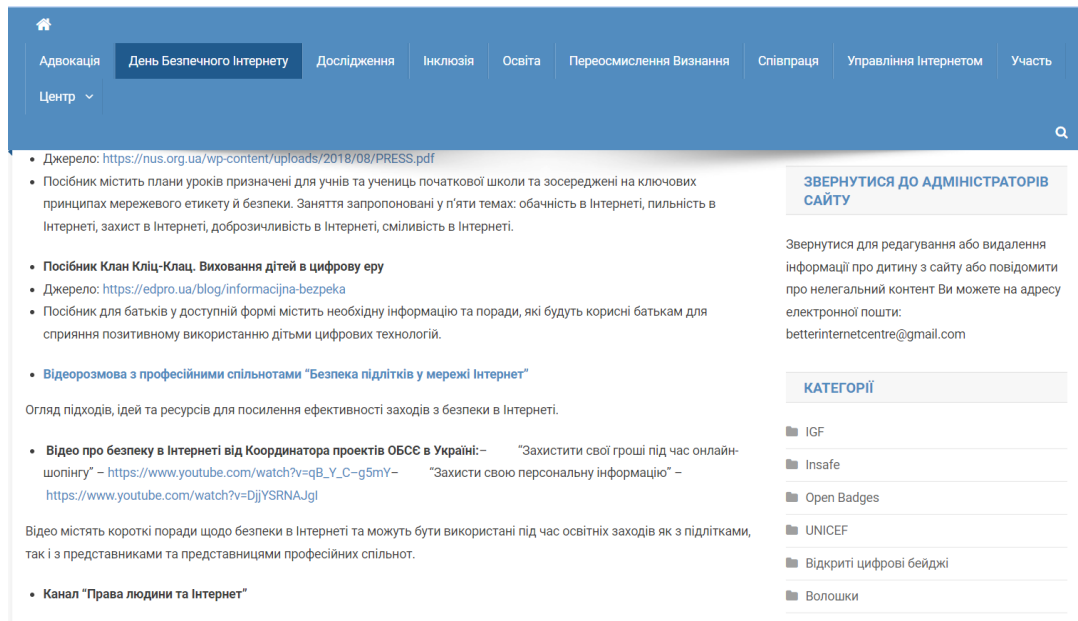 Адвокація
День Безпечного Інтернету
Дослідження
Інклюзія
Освіта
Переосмислення Визнання
Співпраця
Управління Інтернетом
Участь
Центр
Джерело: https://nus.org.ua/wp-content/uploads/2018/08/PRESS.pdf
Посібник містить плани уроків призначені для учнів та учениць початкової школи та зосереджені на ключових
принципах мережевого етикету й безпеки. Заняття запропоновані у п’яти темах: обачність в Інтернеті, пильність в
Інтернеті, захист в Інтернеті, доброзичливість в Інтернеті, сміливість в Інтернеті.
Посібник Клан Кліц-Клац. Виховання дітей в цифрову еру
Джерело: https://edpro.ua/blog/informacijna-bezpeka
Посібник для батьків у доступній формі містить необхідну інформацію та поради, які будуть корисні батькам для
сприяння позитивному використанню дітьми цифрових технологій.
Відеорозмова з професійними спільнотами “Безпека підлітків у мережі Інтернет”
Огляд підходів, ідей та ресурсів для посилення ефективності заходів з безпеки в Інтернеті.
Відео про безпеку в Інтернеті від Координатора проектів ОБСЄ в Україні:– “Захистити свої гроші під час онлайн-
шопінгу” – https://www.youtube.com/watch?v=qB_Y_C–g5mY– “Захисти свою персональну інформацію” –
https://www.youtube.com/watch?v=DjjYSRNAJgI
Відео містять короткі поради щодо безпеки в Інтернеті та можуть бути використані під час освітніх заходів як з підлітками,
так і з представниками та представницями професійних спільнот.
Канал “Права людини та Інтернет”
ЗВЕРНУТИСЯ ДО АДМІНІСТРАТОРІВ
САЙТУ
Звернутися для редагування або видалення
інформації про дитину з сайту або повідомити
про нелегальний контент Ви можете на адресу
електронної пошти:
betterinternetcentre@gmail.com
КАТЕГОРІЇ
IGF
Insafe
Open Badges
UNICEF
Відкриті цифрові бейджі
Волошки